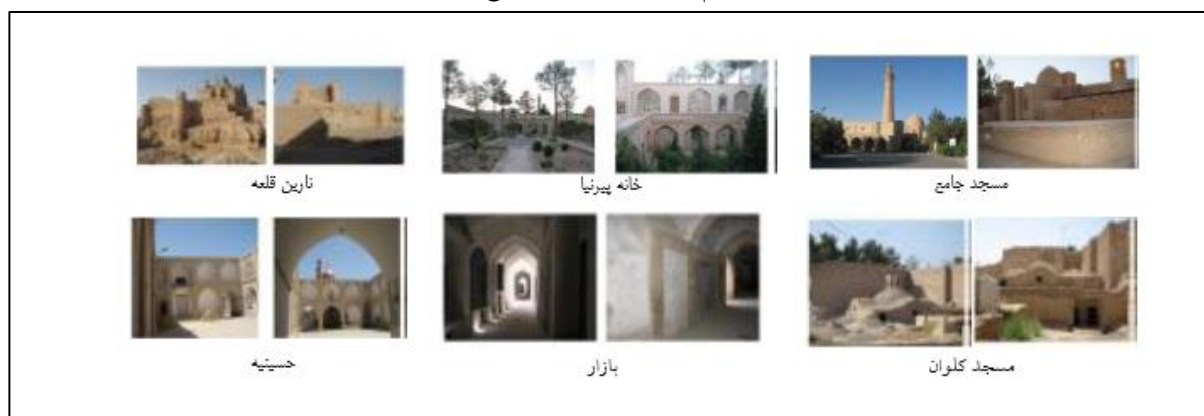 مسجد جامع
خانه پیرنیا
نارین قلعه
مسجد کلوان
بازار
حسینیه